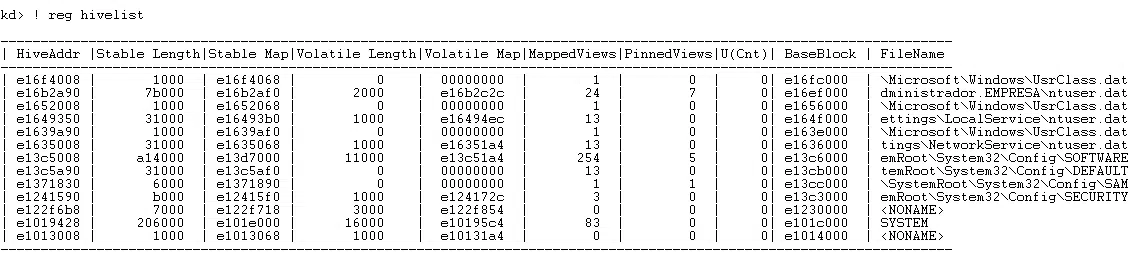 kd> ! reg hivelist
-------------------------------------------------------------------------------------------------------------
| HiveAddr |Stable Length|Stable Map|Volatile Length|Volatile Map|MappedViews|PinnedViews|U(Cnt)| BaseBlock | FileName
-------------------------------------------------------------------------------------------------------------
| e16f4008 | 1000 | e16f4068 | 0 | 00000000 | 1 | 0 | 0| e16fc000 | \Microsoft\Windows\UsrClass.dat
| e16b2a90 | 7b000 | e16b2af0 | 2000 | e16b2c2c | 24 | 7 | 0| e16ef000 | dministrador.EMPRESA\ntuser.dat
| e1652008 | 1000 | e1652068 | 0 | 00000000 | 1 | 0 | 0| e1656000 | \Microsoft\Windows\UsrClass.dat
| e1649350 | 31000 | e16493b0 | 1000 | e16494ec | 13 | 0 | 0| e164f000 | ettings\LocalService\ntuser.dat
| e1639a90 | 1000 | e1639af0 | 0 | 00000000 | 1 | 0 | 0| e163e000 | \Microsoft\Windows\UsrClass.dat
| e1635008 | 31000 | e1635068 | 1000 | e16351a4 | 13 | 0 | 0| e1636000 | tings\NetworkService\ntuser.dat
| e13c5008 | a14000 | e13d7000 | 11000 | e13c51a4 | 254 | 5 | 0| e13c6000 | emRoot\System32\Config\SOFTWARE
| e13c5a90 | 31000 | e13c5af0 | 0 | 00000000 | 13 | 0 | 0| e13cb000 | temRoot\System32\Config\DEFAULT
| e1371830 | 6000 | e1371890 | 0 | 00000000 | 1 | 1 | 0| e13cc000 | \SystemRoot\System32\Config\SAM
| e1241590 | b000 | e12415f0 | 1000 | e124172c | 3 | 0 | 0| e13c3000 | emRoot\System32\Config\SECURITY
| e122f6b8 | 7000 | e122f718 | 3000 | e122f854 | 0 | 0 | 0| e1230000 | <NONAME>
| e1019428 | 206000 | e101e000 | 16000 | e10195c4 | 83 | 0 | 0| e101c000 | SYSTEM
| e1013008 | 1000 | e1013068 | 1000 | e10131a4 | 0 | 0 | 0| e1014000 | <NONAME>
-------------------------------------------------------------------------------------------------------------